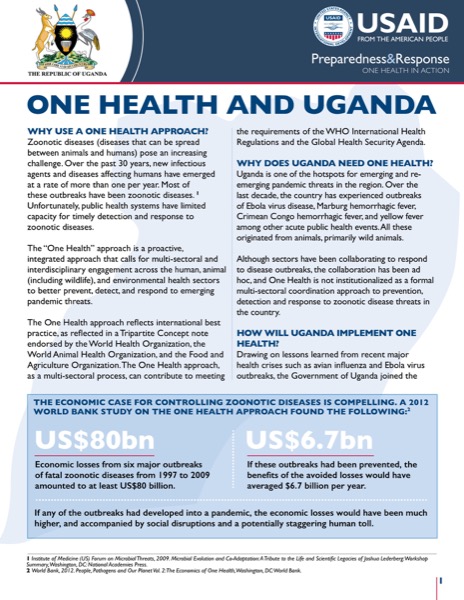 THE REPUBLIC OF UGANDA
USAID
FROM THE AMERICAN PEOPLE
Preparedness&Response
ONE HEALTH IN ACTION
ONE HEALTH AND UGANDA
WHY USE A ONE HEALTH APPROACH?
Zoonotic diseases (diseases that can be spread
between animals and humans) pose an increasing
challenge. Over the past 30 years, new infectious
agents and diseases affecting humans have emerged
at a rate of more than one per year. Most of
these outbreaks have been zoonotic diseases. 1
Unfortunately, public health systems have limited
capacity for timely detection and response to
zoonotic diseases.
The “One Health” approach is a proactive,
integrated approach that calls for multi-sectoral and
interdisciplinary engagement across the human, animal
(including wildlife), and environmental health sectors
to better prevent, detect, and respond to emerging
pandemic threats.
The One Health approach reflects international best
practice, as reflected in a Tripartite Concept note
endorsed by the World Health Organization, the
World Animal Health Organization, and the Food and
Agriculture Organization. The One Health approach,
as a multi-sectoral process, can contribute to meeting
the requirements of the WHO International Health
Regulations and the Global Health Security Agenda.
WHY DOES UGANDA NEED ONE HEALTH?
Uganda is one of the hotspots for emerging and re-
emerging pandemic threats in the region. Over the
last decade, the country has experienced outbreaks
of Ebola virus disease, Marburg hemorrhagic fever,
Crimean Congo hemorrhagic fever, and yellow fever
among other acute public health events. All these
originated from animals, primarily wild animals.
Although sectors have been collaborating to respond
to disease outbreaks, the collaboration has been ad
hoc, and One Health is not institutionalized as a formal
multi-sectoral coordination approach to prevention,
detection and response to zoonotic disease threats in
the country.
HOW WILL UGANDA IMPLEMENT ONE
HEALTH?
Drawing on lessons learned from recent major
health crises such as avian influenza and Ebola virus
outbreaks, the Government of Uganda joined the
THE ECONOMIC CASE FOR CONTROLLING ZOONOTIC DISEASES IS COMPELLING. A 2012
WORLD BANK STUDY ON THE ONE HEALTH APPROACH FOUND THE FOLLOWING:2
US$80bn
Economic losses from six major outbreaks
of fatal zoonotic diseases from 1997 to 2009
amounted to at least US$80 billion.
US$6.7bn
If these outbreaks had been prevented, the
benefits of the avoided losses would have
averaged $6.7 billion per year.
If any of the outbreaks had developed into a pandemic, the economic losses would have been much
higher, and accompanied by social disruptions and a potentially staggering human toll.
1 Institute of Medicine (US) Forum on Microbial Threats, 2009. Microbial Evolution and Co-Adaptation: A Tribute to the Life and Scientific Legacies of Joshua Lederberg Workshop
Summary, Washington, DC: National Academies Press.
2 World Bank, 2012. People, Pathogens and Our Planet Vol. 2: The Economics of One Health, Washington, DC: World Bank.
1